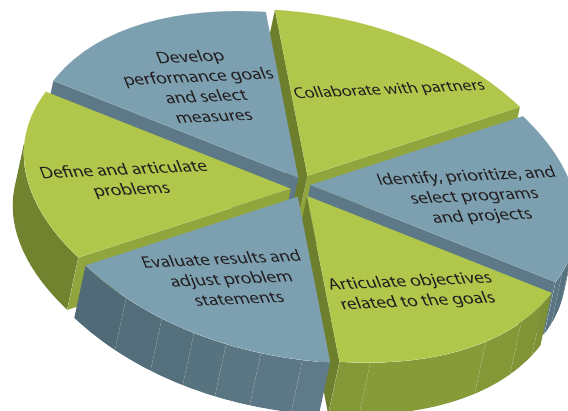 Develop
performance goals
and select
measures
Collaborate with partners
Define and articulate
problems
Identify, prioritize, and
select programs
and projects
Evaluate results and
adjust problem
statements
Articulate objectives
related to the goals